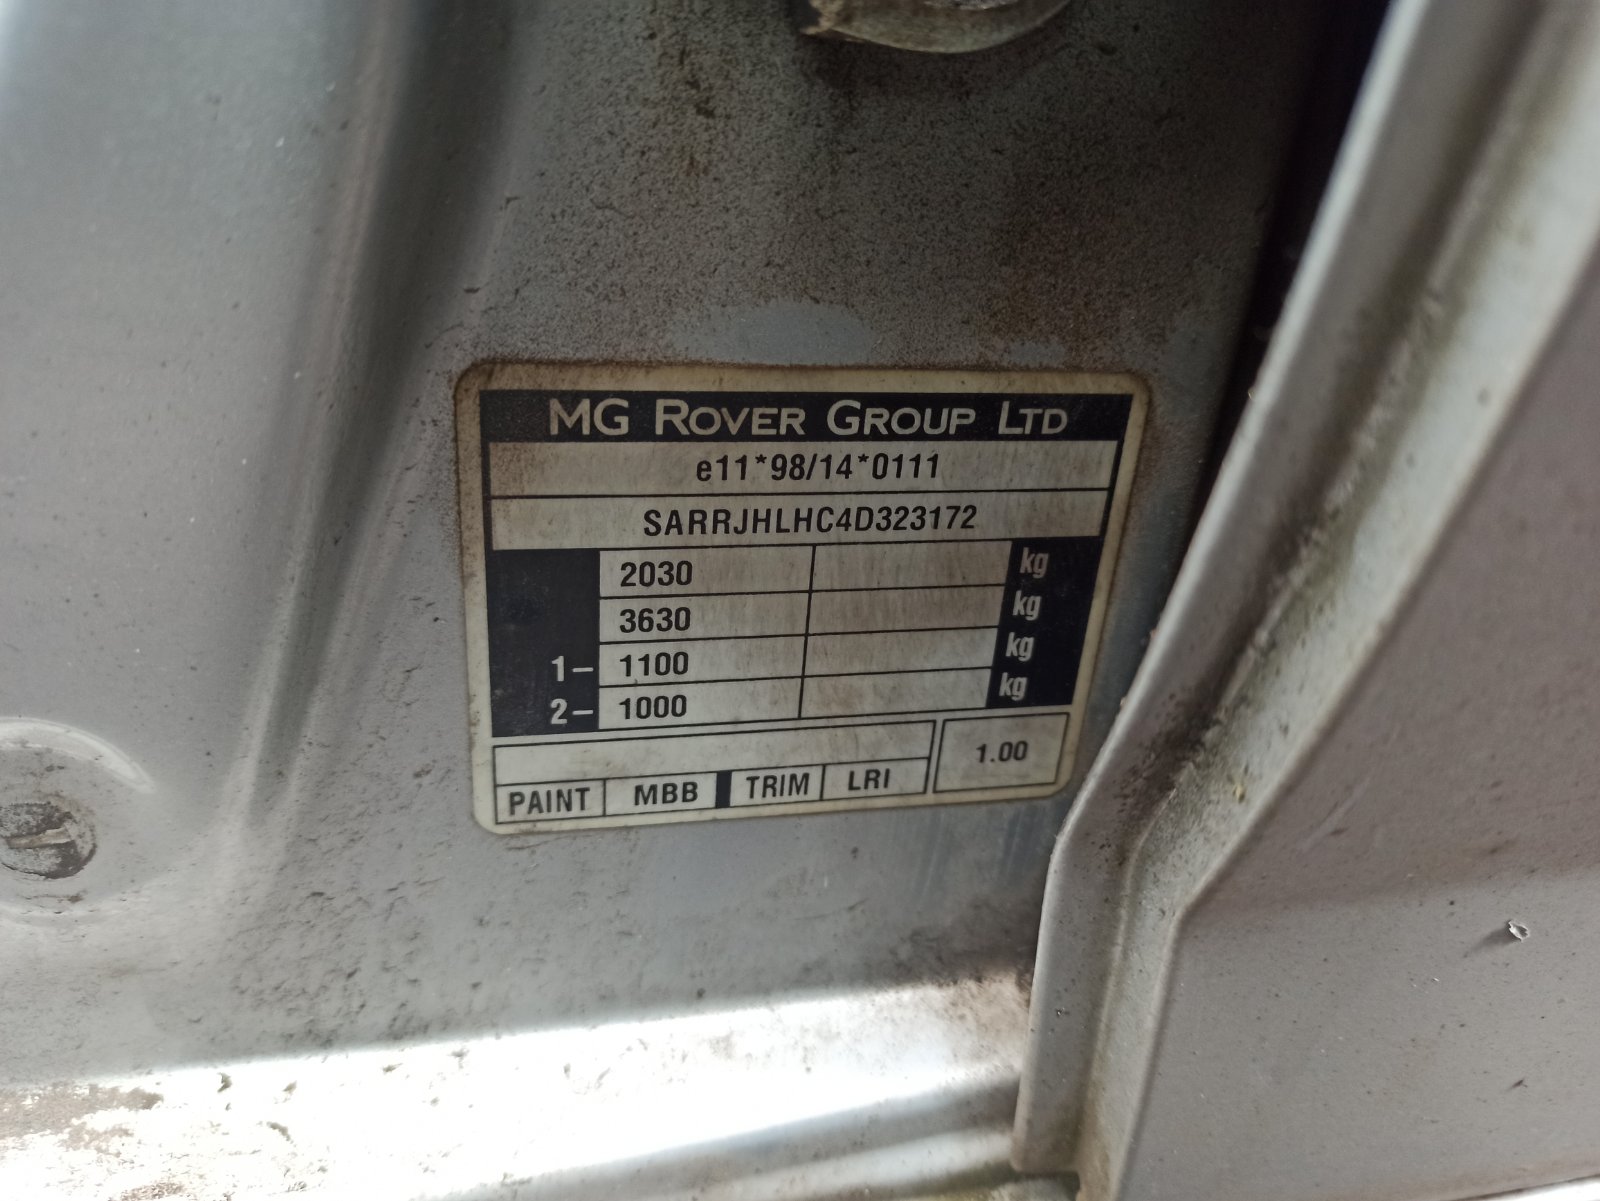 MG ROVER GROUP LTD
e11*98/14*0111
SARRJHLHC4D323172
2030 kg
3630 kg
1– 1100 kg
2– 1000 kg
1.00
PAINT MBB TRIM LRI